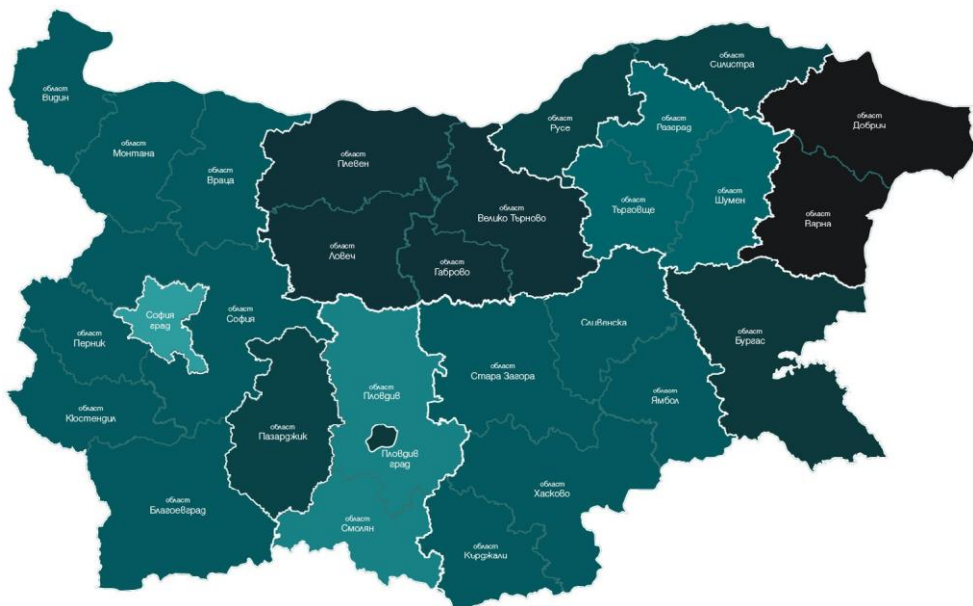 област
Видин
област
Монтана
област
Враца
област
Плевен
област
Ловеч
област
Велико Търново
област
Габрово
област
Русе
област
Силистра
област
Разград
област
Търговище
област
Шумен
област
Добрич
област
Варна
София
град
област
София
област
Перник
област
Кюстендил
област
Благоевград
област
Пазарджик
област
Пловдив
Пловдив
град
област
Смолян
област
Стара Загора
област
Сливенска
област
Ямбол
област
Бургас
област
Хасково
област
Кърджали